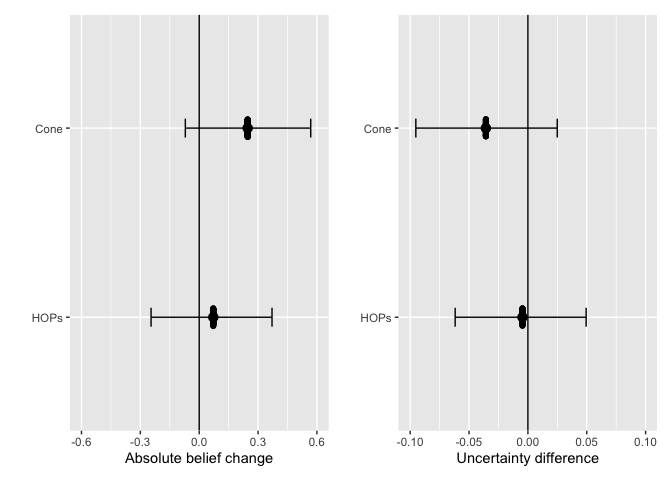 Cone
HOPs
-0.6 -0.3 0.0 0.3 0.6
Absolute belief change
Cone
HOPs
-0.10 -0.05 0.00 0.05 0.10
Uncertainty difference